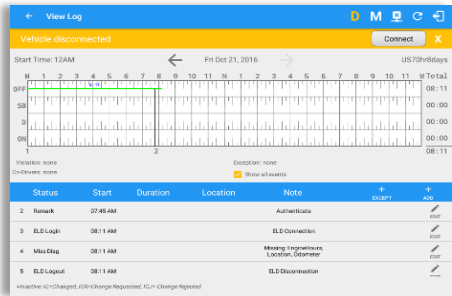 View Log
D M
Vehicle disconnected
Connect X
Start Time: 12AM
Fri Oct 21, 2016
US70hr8days
M 1 2 3 4 5 6 7 8 9 10 11 N 1 2 3 4 5 6 7 8 9 10 11 M Total
OFF 08:11
SB 00:00
D 00:00
ON 00:00
1 2 08:11
Violation: none
Exception: none
Co-Drivers: none
Show all events
Status Start Duration Location Note + EXCEPT + ADD
2 Remark 07:45 AM Authenticate EDIT
3 ELD Login 08:11 AM ELD Connection EDIT
4 Miss Diag 08:11 AM Missing: EngineHours, Location, Odometer EDIT
5 ELD Logout 08:11 AM ELD Disconnection EDIT